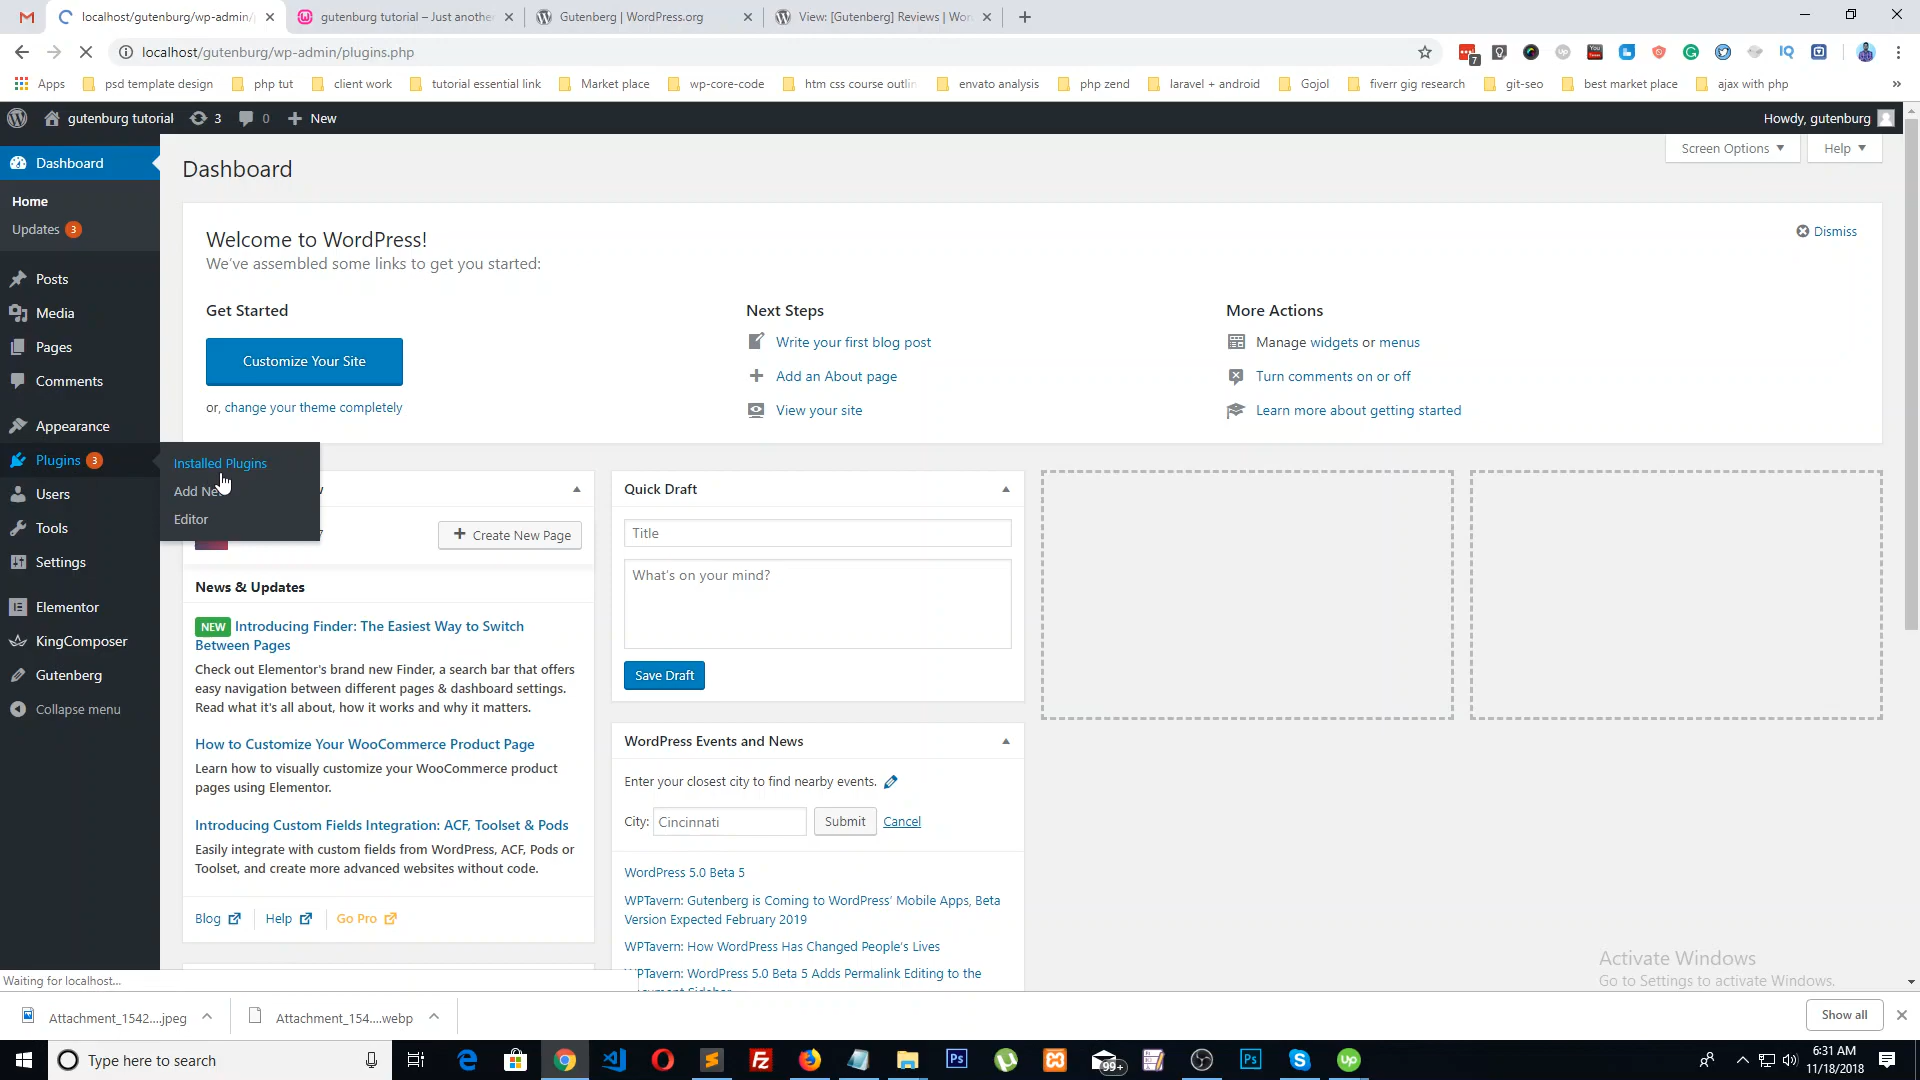 localhost/gutenburg/wp-admin/
gutenburg tutorial – Just another
Gutenberg | WordPress.org
View: [Gutenberg] Reviews | Wor
localhost/gutenburg/wp-admin/plugins.php
7
Apps
psd template design
php tut
client work
tutorial essential link
Market place
wp-core-code
htm css course outlin
envato analysis
php zend
laravel + android
Gojol
fiverr gig research
git-seo
best market place
ajax with php
»
gutenburg tutorial
3
0
New
Howdy, gutenburg
Dashboard
Home
Updates 3
Posts
Media
Pages
Comments
Appearance
Plugins 3
Users
Tools
Settings
Elementor
KingComposer
Gutenberg
Collapse menu
Installed Plugins
Add Ne
Editor
Dashboard
Screen Options
Help
Welcome to WordPress!
We've assembled some links to get you started:
Dismiss
Get Started
Customize Your Site
or, change your theme completely
Next Steps
Write your first blog post
Add an About page
View your site
More Actions
Manage widgets or menus
Turn comments on or off
Learn more about getting started
Create New Page
News & Updates
NEW Introducing Finder: The Easiest Way to Switch
Between Pages
Check out Elementor's brand new Finder, a search bar that offers
easy navigation between different pages & dashboard settings.
Read what it's all about, how it works and why it matters.
How to Customize Your WooCommerce Product Page
Learn how to visually customize your WooCommerce product
pages using Elementor.
Introducing Custom Fields Integration: ACF, Toolset & Pods
Easily integrate with custom fields from WordPress, ACF, Pods or
Toolset, and create more advanced websites without code.
Blog
Help
Go Pro
Quick Draft
Title
What's on your mind?
Save Draft
WordPress Events and News
Enter your closest city to find nearby events.
City: Cincinnati
Submit
Cancel
WordPress 5.0 Beta 5
WPTavern: Gutenberg is Coming to WordPress' Mobile Apps, Beta
Version Expected February 2019
WPTavern: How WordPress Has Changed People's Lives
WPTavern: WordPress 5.0 Beta 5 Adds Permalink Editing to the
Activate Windows
Go to Settings to activate Windows.
Waiting for localhost...
Attachment_1542....jpeg
Attachment_154....webp
Show all
Type here to search
99+
6:31 AM
11/18/2018